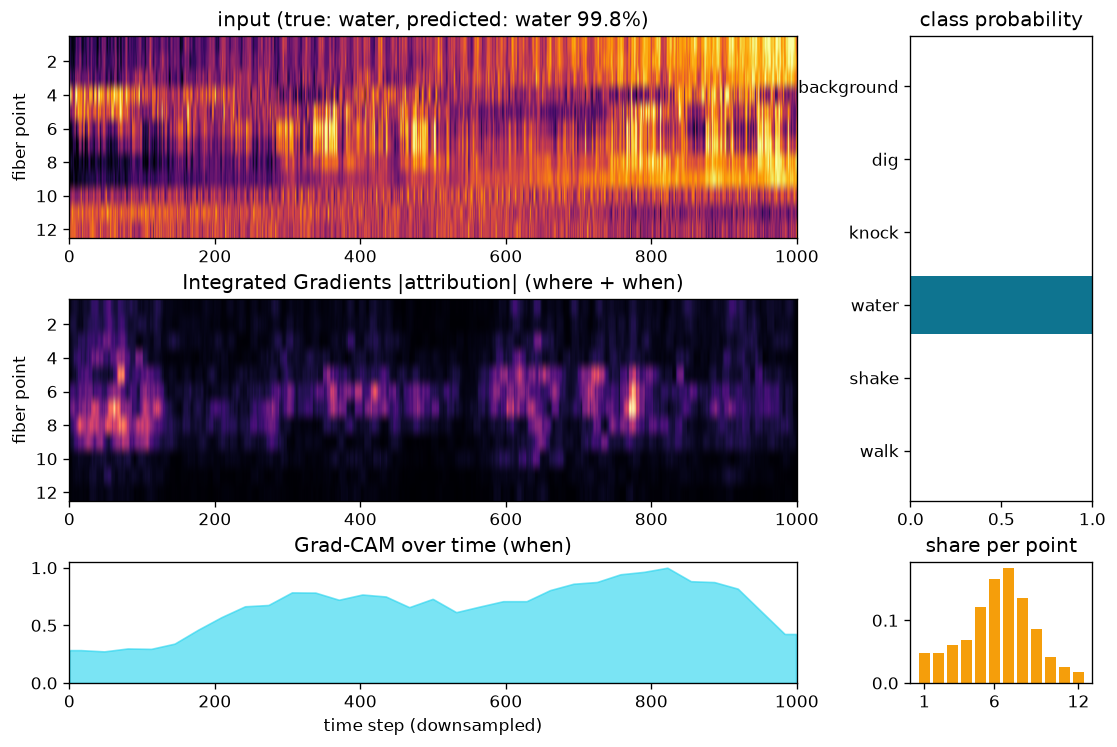 input (true: water, predicted: water 99.8%)
fiber point
2
4
6
8
10
12
0
200
400
600
800
1000
class probability
background
dig
knock
water
shake
walk
0.0
0.5
1.0
Integrated Gradients |attribution| (where + when)
fiber point
2
4
6
8
10
12
0
200
400
600
800
1000
Grad-CAM over time (when)
1.0
0.5
0.0
0
200
400
600
800
1000
time step (downsampled)
share per point
0.1
0.0
1
6
12